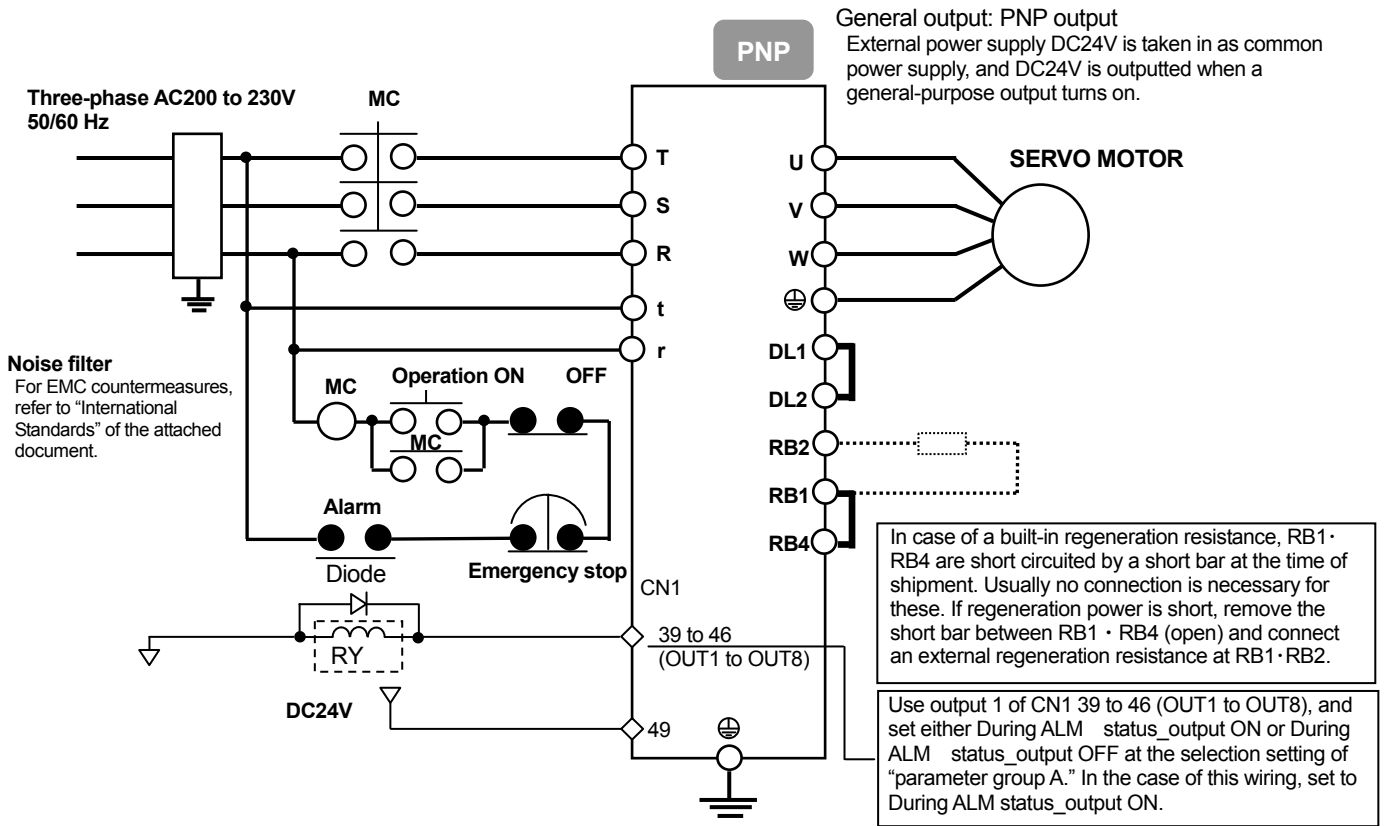 PNP
General output: PNP output
External power supply DC24V is taken in as common
power supply, and DC24V is outputted when a
general-purpose output turns on.
Three-phase AC200 to 230V
50/60 Hz
MC
T
S
R
t
r
U
V
W
SERVO MOTOR
DL1
DL2
RB2
RB1
RB4
Noise filter
For EMC countermeasures,
refer to “International
Standards” of the attached
document.
MC
Operation ON
OFF
MC
Alarm
Diode
Emergency stop
CN1
RY
39 to 46
(OUT1 to OUT8)
DC24V
49
In case of a built-in regeneration resistance, RB1・
RB4 are short circuited by a short bar at the time of
shipment. Usually no connection is necessary for
these. If regeneration power is short, remove the
short bar between RB1・RB4 (open) and connect
an external regeneration resistance at RB1・RB2.
Use output 1 of CN1 39 to 46 (OUT1 to OUT8), and
set either During ALM status_output ON or During
ALM status_output OFF at the selection setting of
“parameter group A.” In the case of this wiring, set to
During ALM status_output ON.